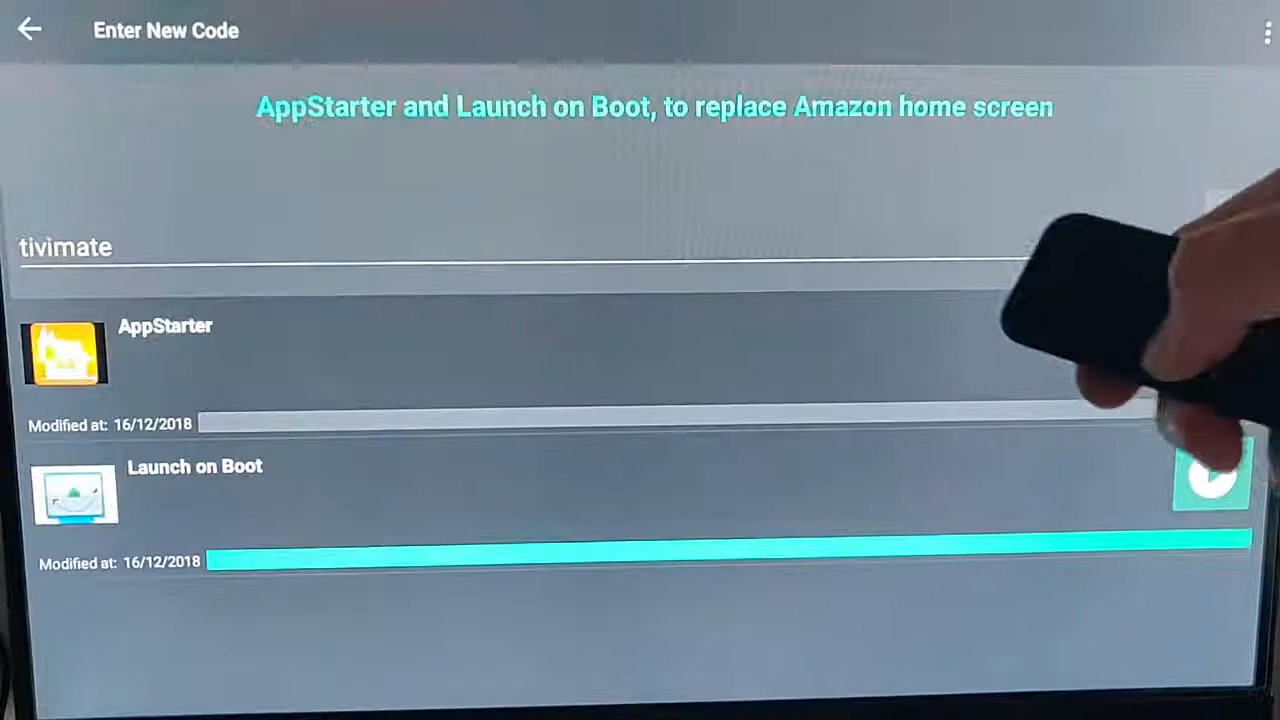 Enter New Code
AppStarter and Launch on Boot, to replace Amazon home screen
tivimate
AppStarter
Modified at: 16/12/2018
Launch on Boot
Modified at: 16/12/2018